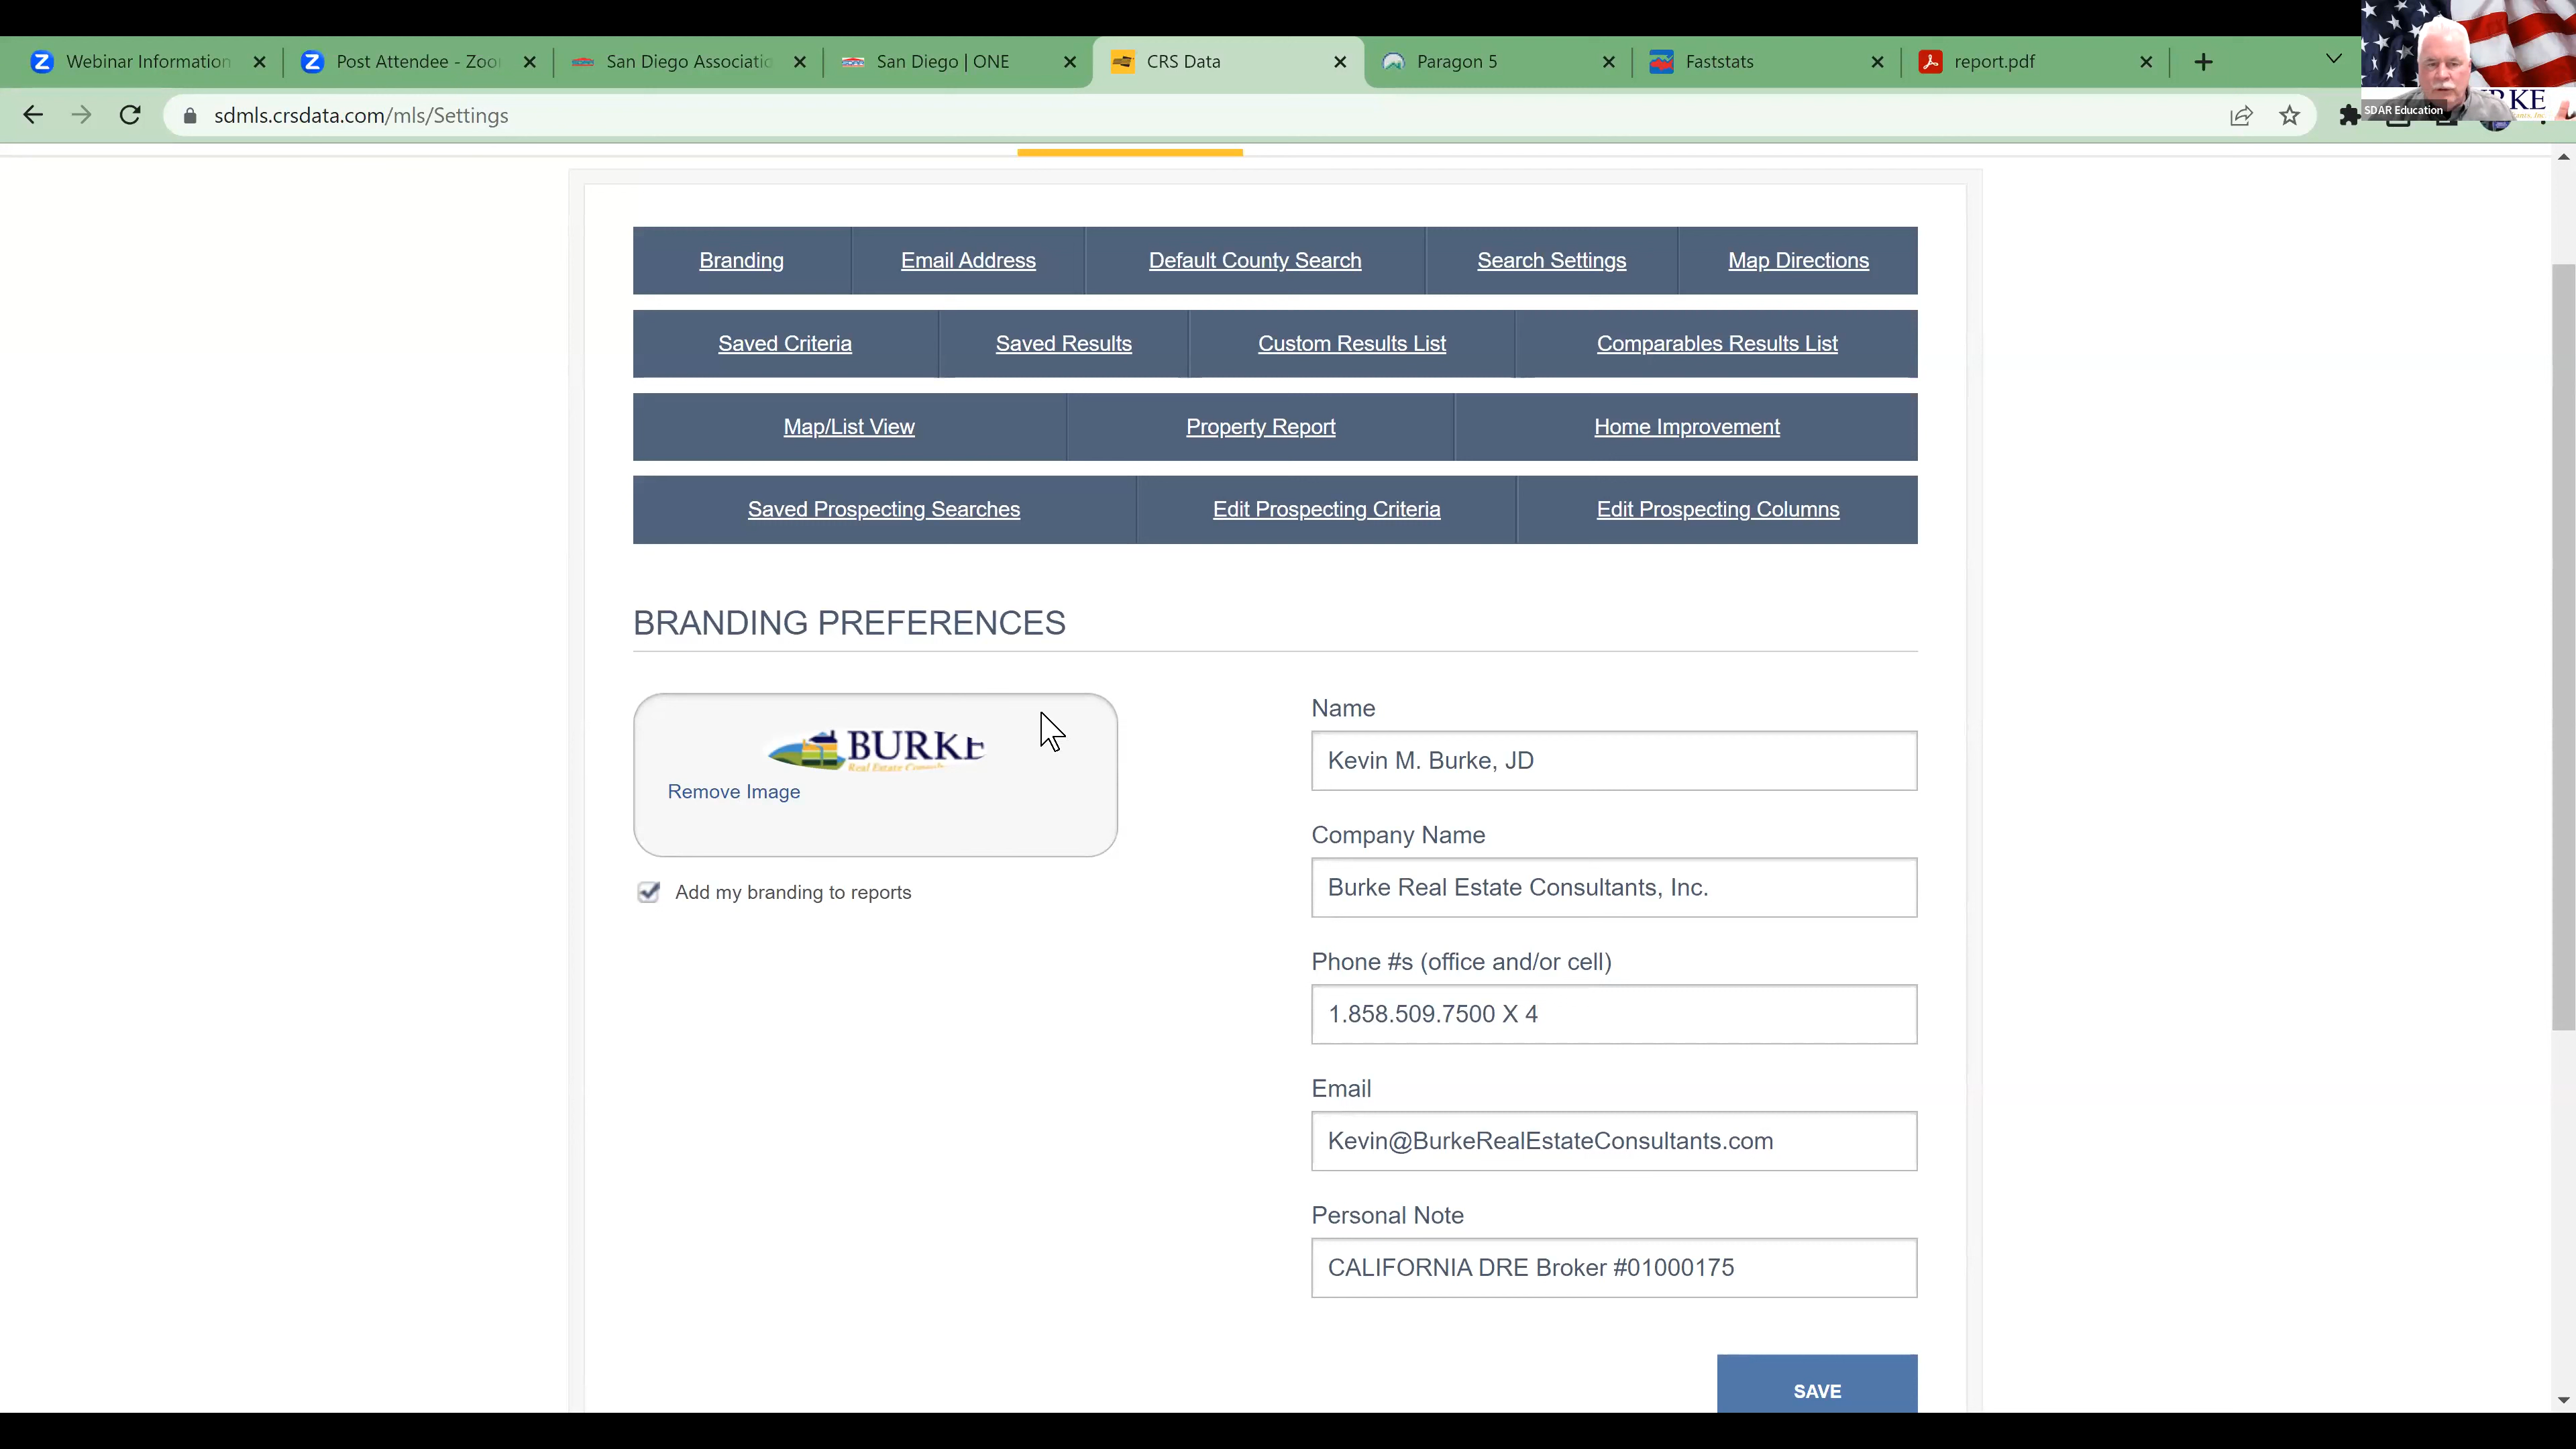 Webinar Information
Post Attendee - Zoo
San Diego Associatio
San Diego | ONE
CRS Data
Paragon 5
Faststats
report.pdf
sdmls.crsdata.com/mls/Settings
RKE
SDAR Education
Branding
Email Address
Default County Search
Search Settings
Map Directions
Saved Criteria
Saved Results
Custom Results List
Comparables Results List
Map/List View
Property Report
Home Improvement
Saved Prospecting Searches
Edit Prospecting Criteria
Edit Prospecting Columns
BRANDING PREFERENCES
BURKE
Real Estate
Remove Image
Add my branding to reports
Name
Kevin M. Burke, JD
Company Name
Burke Real Estate Consultants, Inc.
Phone #s (office and/or cell)
1.858.509.7500 X 4
Email
Kevin@BurkeRealEstateConsultants.com
Personal Note
CALIFORNIA DRE Broker #01000175
SAVE